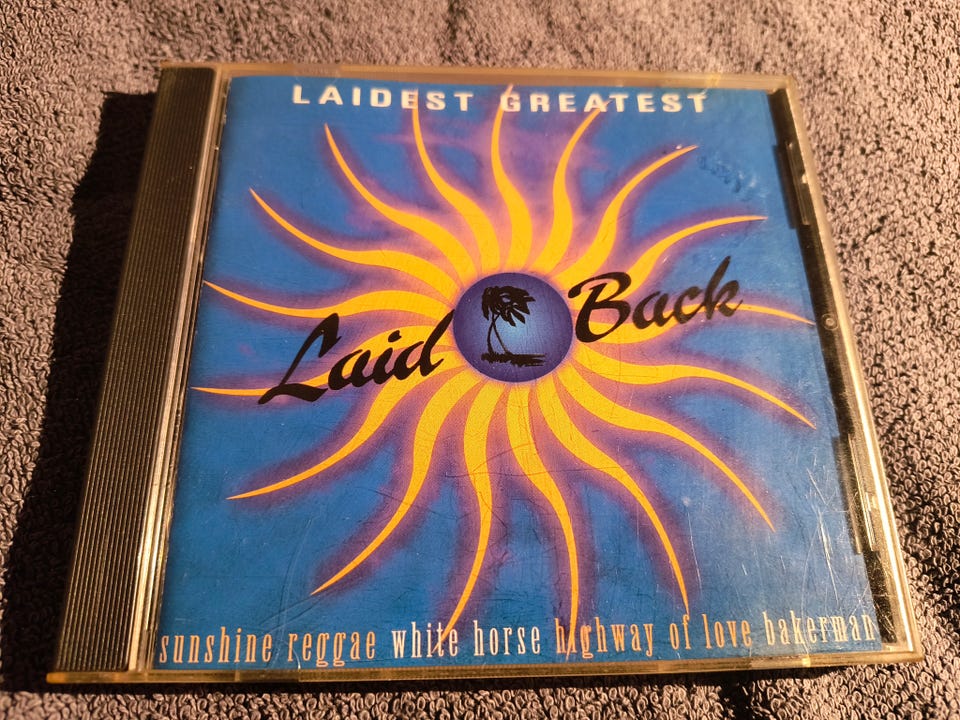 LAIDEST GREATEST
Laid Back
sunshine reggae white horse highway of love bakerman